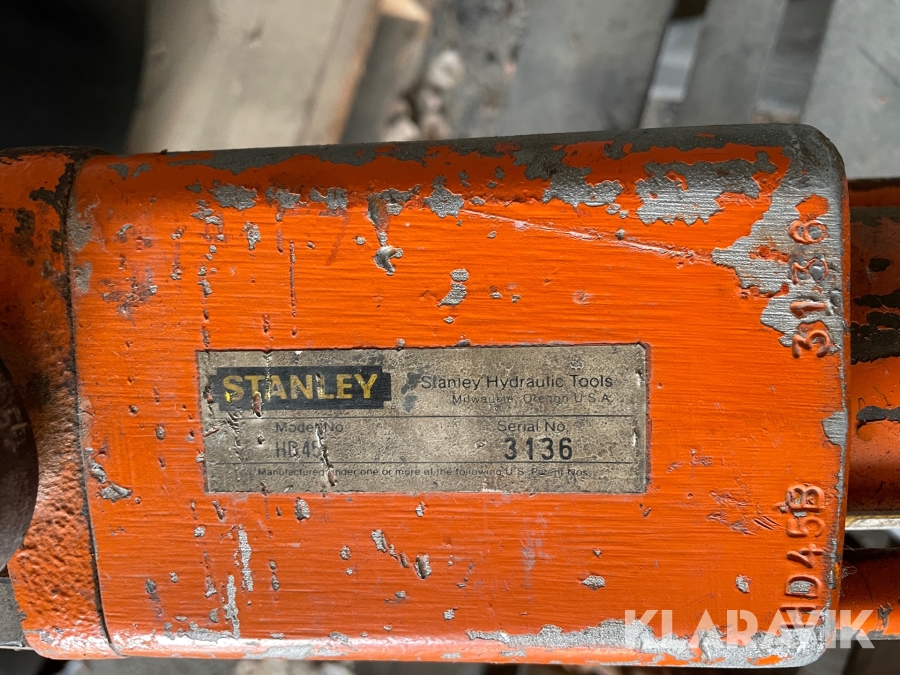 STANLEY
Stanley Hydraulic Tools
Milwaukie, Oregon U.S.A.
Model No
Serial No.
3136
Manufactured under one or more of the following U.S. Patent Nos.
3136
HD45B
KLARAVIK